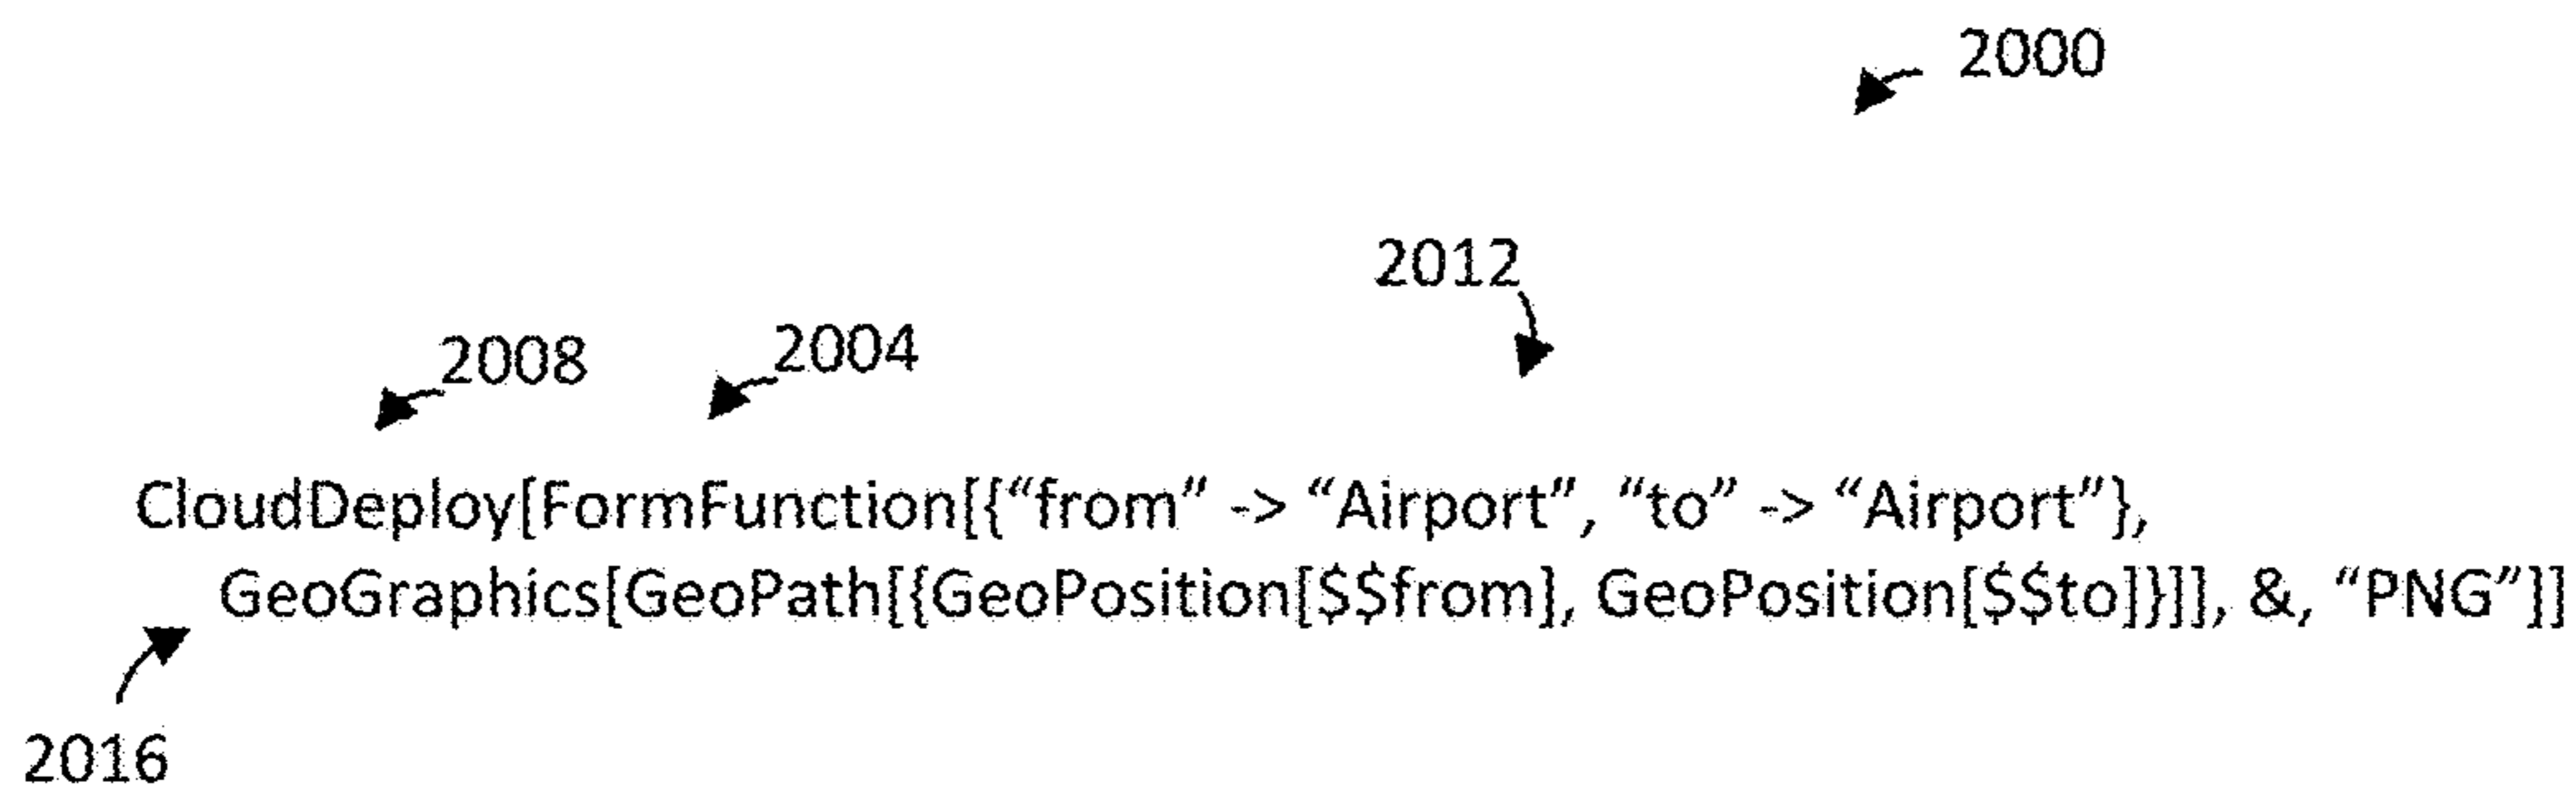 2000
2012
2008
2004
CloudDeploy[FormFunction[{“from” -> “Airport”, “to” -> “Airport”},
GeoGraphics[GeoPath[{GeoPosition[$$from], GeoPosition[$$to]}]], &, “PNG”]]
2016